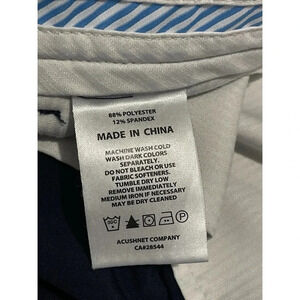 88% POLYESTER
12% SPANDEX
MADE IN CHINA
MACHINE WASH COLD
WASH DARK COLORS
SEPARATELY.
DO NOT BLEACH OR USE
FABRIC SOFTENERS.
TUMBLE DRY LOW
REMOVE IMMEDIATELY
MEDIUM IRON IF NECESSARY
MAY BE DRY CLEANED
ACUSHNET COMPANY
CA#28544